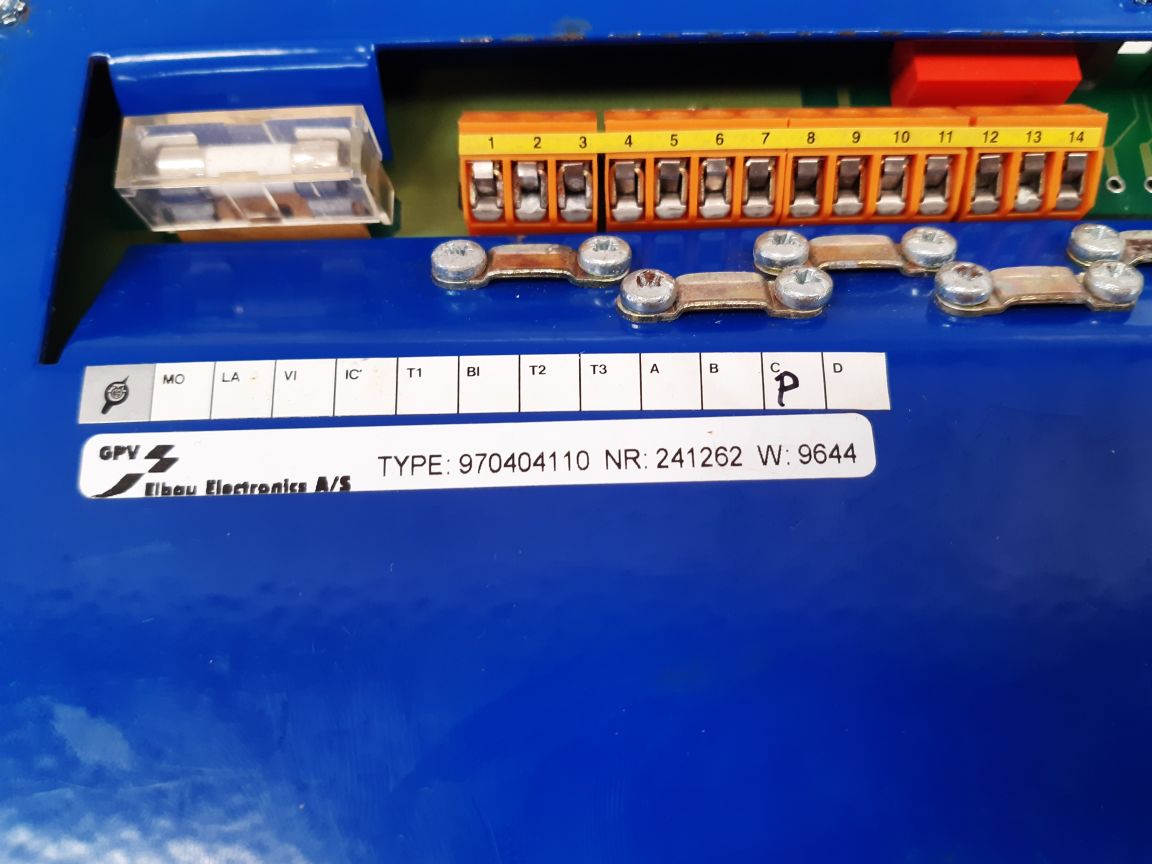 1 2 3 4 5 6 7 8 9 10 11 12 13 14
MO LA VI IC T1 BI T2 T3 A B C D
P
GPV
Elbau Electronics A/S
TYPE: 970404110 NR: 241262 W: 9644